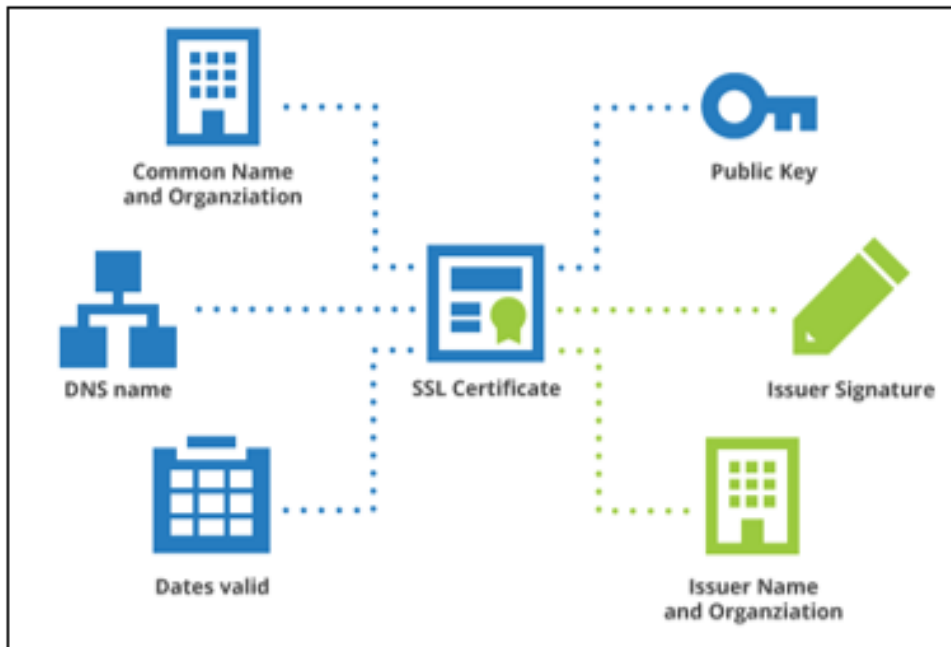 Common Name
and Organziation
Public Key
DNS name
SSL Certificate
Issuer Signature
Dates valid
Issuer Name
and Organziation